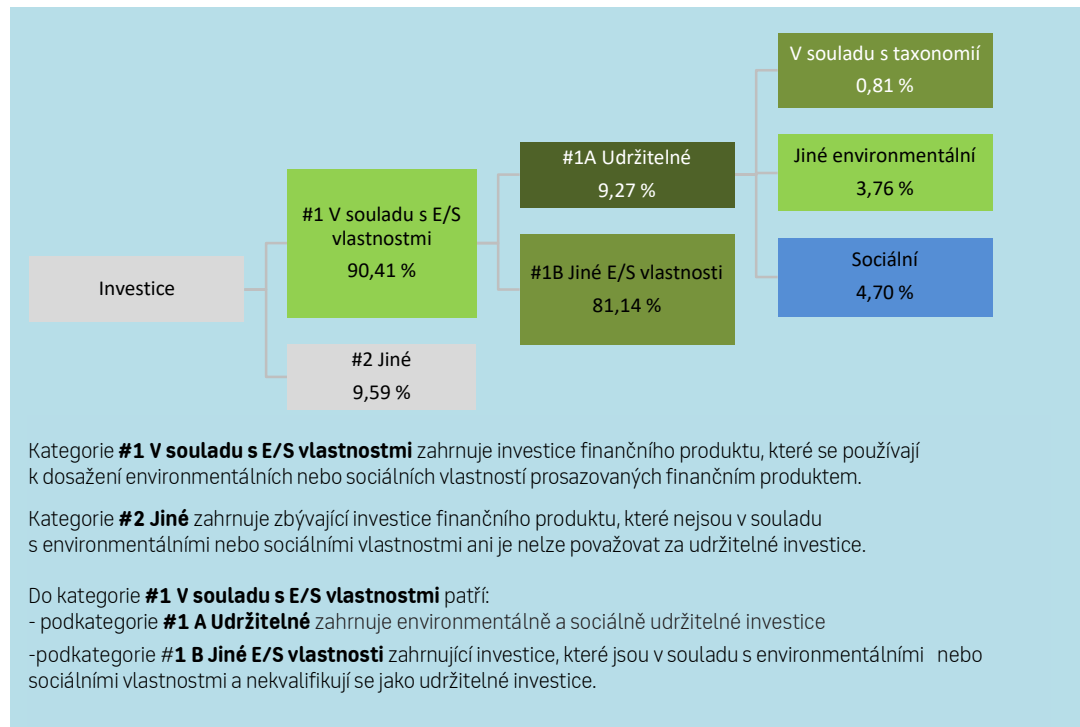 Investice
#1 V souladu s E/S
vlastnostmi
90,41 %
#2 Jiné
9,59 %
#1A Udržitelné
9,27 %
#1B Jiné E/S vlastnosti
81,14 %
V souladu s taxonomií
0,81 %
Jiné environmentální
3,76 %
Sociální
4,70 %
Kategorie #1 V souladu s E/S vlastnostmi zahrnuje investice finančního produktu, které se používají
k dosažení environmentálních nebo sociálních vlastností prosazovaných finančním produktem.
Kategorie #2 Jiné zahrnuje zbývající investice finančního produktu, které nejsou v souladu
s environmentálními nebo sociálními vlastnostmi ani je nelze považovat za udržitelné investice.
Do kategorie #1 V souladu s E/S vlastnostmi patří:
- podkategorie #1 A Udržitelné zahrnuje environmentálně a sociálně udržitelné investice
-podkategorie #1 B Jiné E/S vlastnosti zahrnující investice, které jsou v souladu s environmentálními nebo
sociálními vlastnostmi a nekvalifikují se jako udržitelné investice.